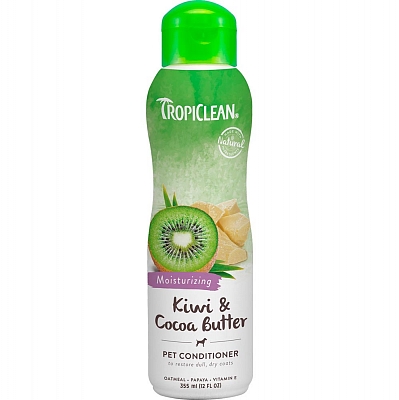 TROPICLEAN®
Natural
Moisturizing
Kiwi &
Cocoa Butter
PET CONDITIONER
to restore dull, dry coats
OATMEAL - PAPAYA - VITAMIN E
355 ml (12 FL OZ)